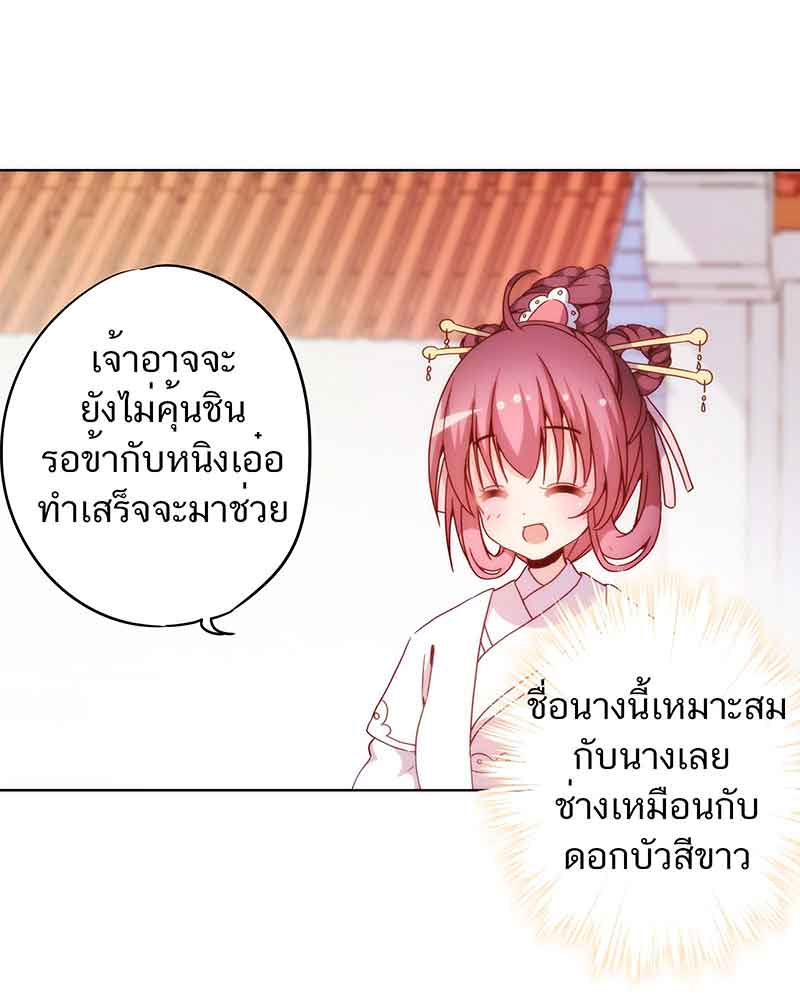 เจ้าอาจจะ
ยังไม่คุ้นชิน
รอข้ากับหนิงเอ๋อ
ทำเสร็จจะมาช่วย
ชื่อนางนี้เหมาะสม
กับนางเลย
ช่างเหมือนกับ
ดอกบัวสีขาว